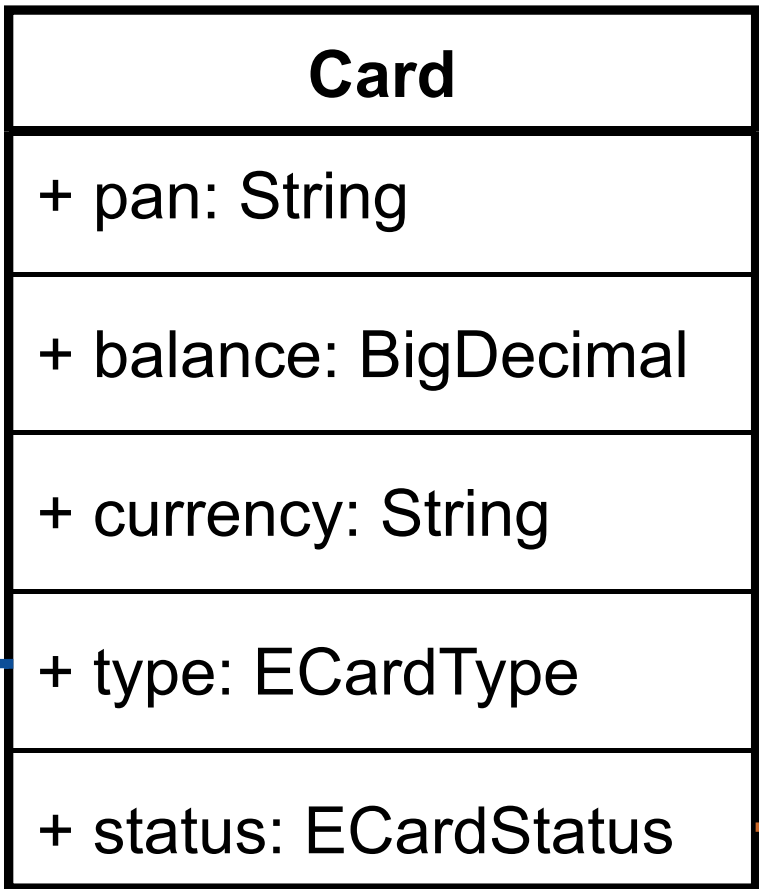 Card
+ pan: String
+ balance: BigDecimal
+ currency: String
+ type: ECardType
+ status: ECardStatus